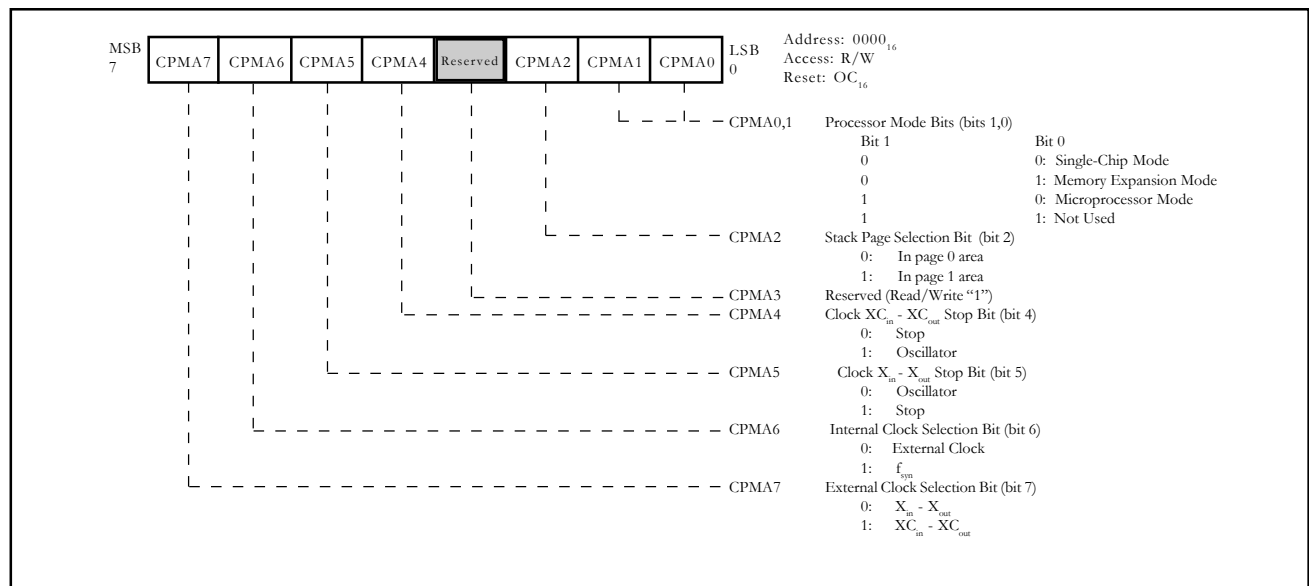 MSB
7
CPMA7 CPMA6 CPMA5 CPMA4 Reserved CPMA2 CPMA1 CPMA0
LSB
0
Address: 0000₁₆
Access: R/W
Reset: OC₁₆
CPMA0,1 Processor Mode Bits (bits 1,0)
Bit 1 Bit 0
0 0: Single-Chip Mode
0 1: Memory Expansion Mode
1 0: Microprocessor Mode
1 1: Not Used
CPMA2 Stack Page Selection Bit (bit 2)
0: In page 0 area
1: In page 1 area
CPMA3 Reserved (Read/Write “1”)
CPMA4 Clock XCin - XCout Stop Bit (bit 4)
0: Stop
1: Oscillator
CPMA5 Clock Xin - Xout Stop Bit (bit 5)
0: Oscillator
1: Stop
CPMA6 Internal Clock Selection Bit (bit 6)
0: External Clock
1: fsyn
CPMA7 External Clock Selection Bit (bit 7)
0: Xin - Xout
1: XCin - XCout